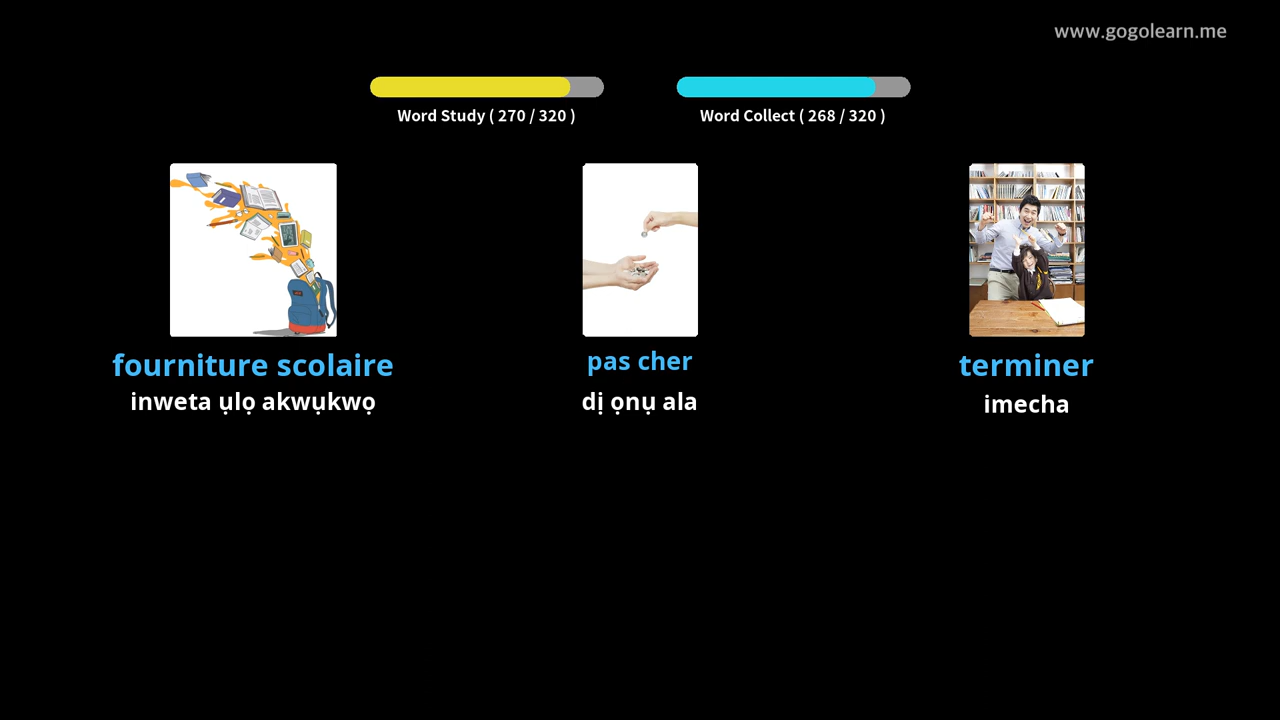 www.gogolearn.me
Word Study ( 270 / 320 )
Word Collect ( 268 / 320 )
fourniture scolaire
inweta ụlọ akwụkwọ
pas cher
dị ọnụ ala
terminer
imecha